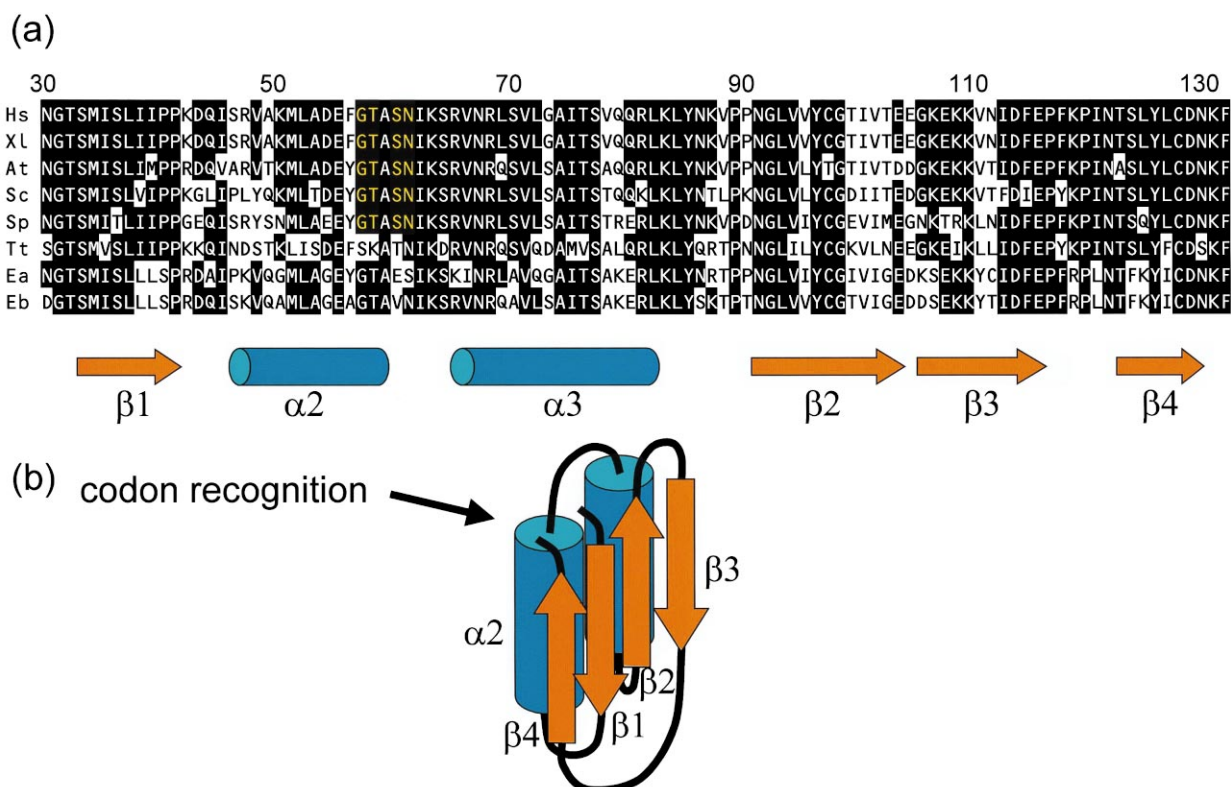 (a)
30 50 70 90 110 130
Hs NGTSMISLIIPPKDQISRVAKMLADEFGTASNIKSRVNRLSVLGAITSVQQRLKLYNKVPPNGLVVYCGTIVTEEGKEKKVNIDFEPFKPINTSLYLCDNKF
Xl NGTSMISLIIPPKDQISRVAKMLADEFGTASNIKSRVNRLSVLGAITSVQQRLKLYNKVPPNGLVVYCGTIVTEEGKEKKVNIDFEPFKPINTSLYLCDNKF
At NGTSMISLIMPPRDQVARVTKMLADEYGTASNIKSRVNRQSVLSAITSAQQRLKLYNKVPPNGLVLYTGTIVTDDGKEKKVTIDFEPFKPINASLYLCDNKF
Sc NGTSMISLVIPPKGLIPLYQKMLTDEYGTASNIKSRVNRLSVLSAITSTQQKLKLYNTLPKNGLVLYCGDIITEDGKEKKVTFDIEPYKPINTSLYLCDNKF
Sp NGTSMITLIIPPGEQISRYSNMLAEEYGTASNIKSRVNRLSVLSAITSTRERLKLYNKVPDNGLVIYCGEVIMEGNKTRKLNIDFEPFKPINTSQYLCDNKF
Tt SGTSMVSLIIPPKKQINDSTKLISDEFSKATNIKDRVNRQSVQDAMVSALQRLKLYQRTPNNGLILYCGKVLNEEGKEIKLLIDFEPYKPINTSLYFCDSKF
Ea NGTSMISLLLSPRDAIPKVQGMLAGEYGTAESIKSKINRLAVQGAITSAKERLKLYNRTPPNGLVIYCGIVIGEDKSEKKYCIDFEPFRPLNTFKYICDNKF
Eb DGTSMISLLLSPRDQISKVQAMLAGEAGTAVNIKSRVNRQAVLSAITSAKERLKLYSKTPTNGLVVYCGTVIGEDDSEKKYTIDFEPFRPLNTFKYICDNKF
β1 α2 α3 β2 β3 β4
(b)
codon recognition
β3
α2
β2
β4 β1